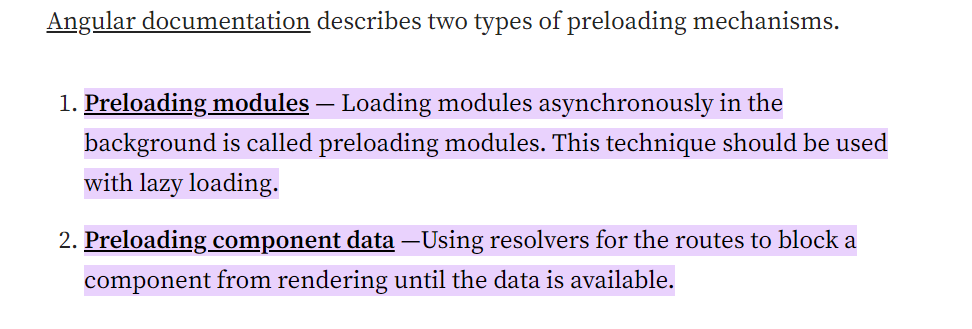 Angular documentation describes two types of preloading mechanisms.
1. Preloading modules — Loading modules asynchronously in the
background is called preloading modules. This technique should be used
with lazy loading.
2. Preloading component data —Using resolvers for the routes to block a
component from rendering until the data is available.